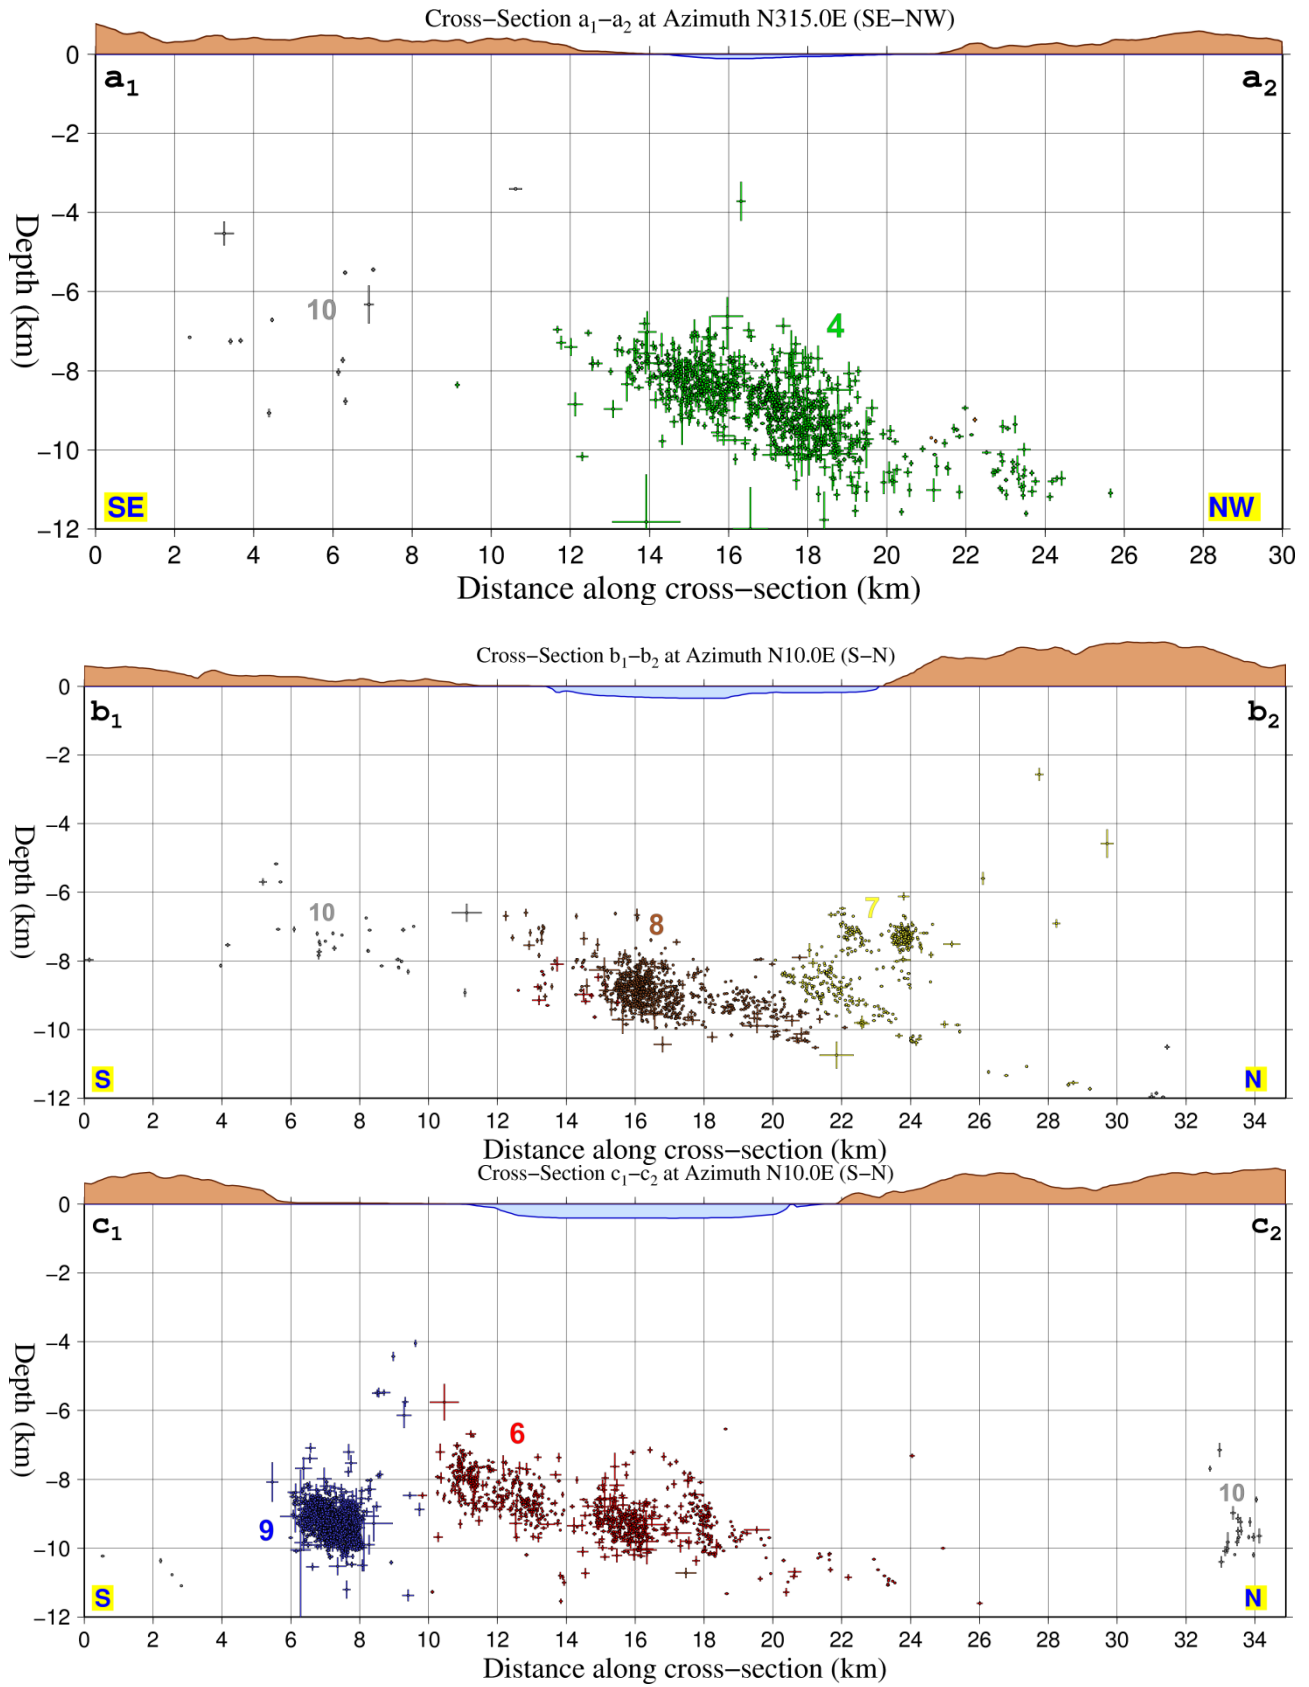 Cross−Section a1−a2 at Azimuth N315.0E (SE−NW)
0
a1
a2
−2
−4
Depth (km)
−6
10
4
−8
−10
SE
NW
−12
0 2 4 6 8 10 12 14 16 18 20 22 24 26 28 30
Distance along cross−section (km)
Cross−Section b1−b2 at Azimuth N10.0E (S−N)
0
b1
b2
−2
−4
Depth (km)
−6
10
8
7
−8
−10
S
N
−12
0 2 4 6 8 10 12 14 16 18 20 22 24 26 28 30 32 34
Distance along cross−section (km)
Cross−Section c1−c2 at Azimuth N10.0E (S−N)
0
c1
c2
−2
−4
Depth (km)
−6
6
−8
10
9
−10
S
N
−12
0 2 4 6 8 10 12 14 16 18 20 22 24 26 28 30 32 34
Distance along cross−section (km)